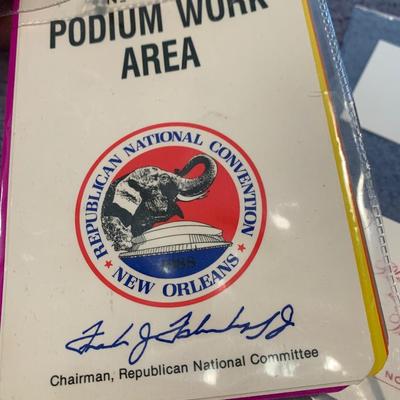 PODIUM WORK
AREA
REPUBLICAN NATIONAL CONVENTION
1988
NEW ORLEANS
Chairman, Republican National Committee